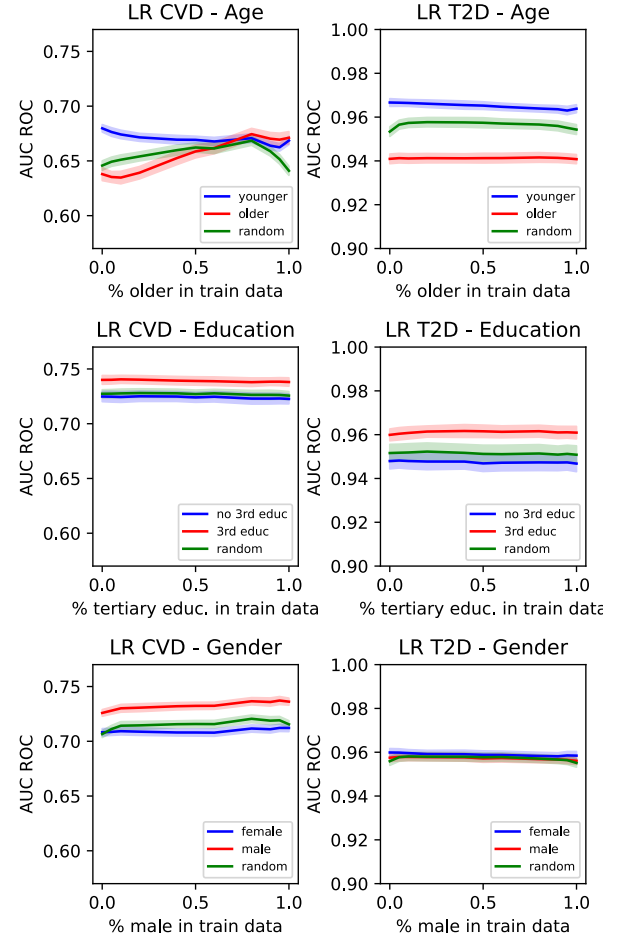 LR CVD - Age
AUC ROC
0.75
0.70
0.65
0.60
younger
older
random
0.0 0.5 1.0
% older in train data
LR T2D - Age
AUC ROC
1.00
0.98
0.96
0.94
0.92
0.90
younger
older
random
0.0 0.5 1.0
% older in train data
LR CVD - Education
AUC ROC
0.75
0.70
0.65
0.60
no 3rd educ
3rd educ
random
0.0 0.5 1.0
% tertiary educ. in train data
LR T2D - Education
AUC ROC
1.00
0.98
0.96
0.94
0.92
0.90
no 3rd educ
3rd educ
random
0.0 0.5 1.0
% tertiary educ. in train data
LR CVD - Gender
AUC ROC
0.75
0.70
0.65
0.60
female
male
random
0.0 0.5 1.0
% male in train data
LR T2D - Gender
AUC ROC
1.00
0.98
0.96
0.94
0.92
0.90
female
male
random
0.0 0.5 1.0
% male in train data